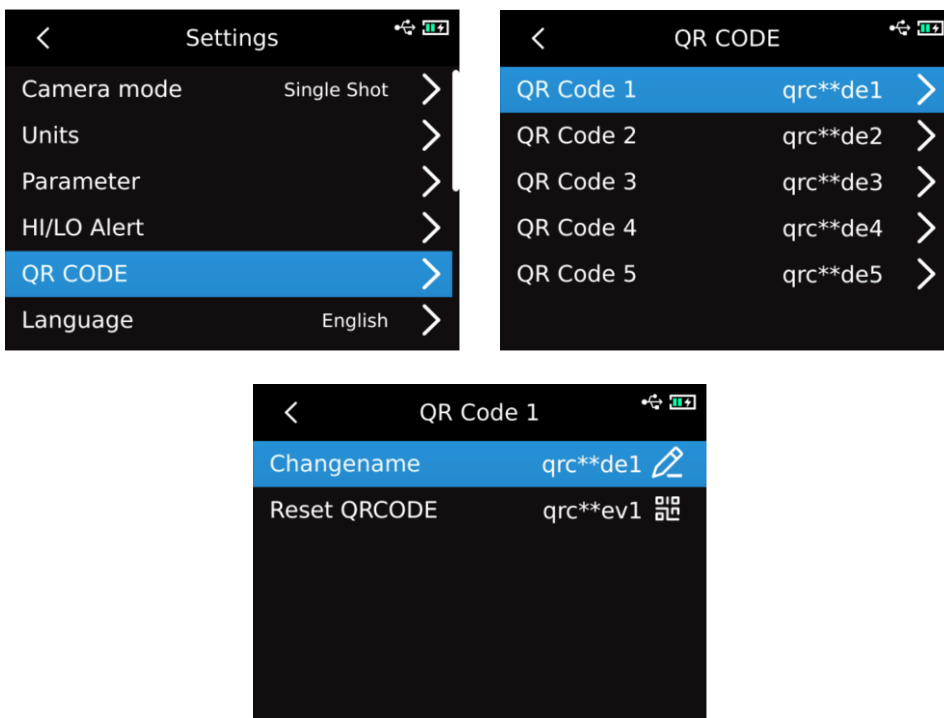 Settings
Camera mode Single Shot
Units
Parameter
HI/LO Alert
QR CODE
Language English
QR CODE
QR Code 1 qrc**de1
QR Code 2 qrc**de2
QR Code 3 qrc**de3
QR Code 4 qrc**de4
QR Code 5 qrc**de5
QR Code 1
Changename qrc**de1
Reset QRCODE qrc**ev1